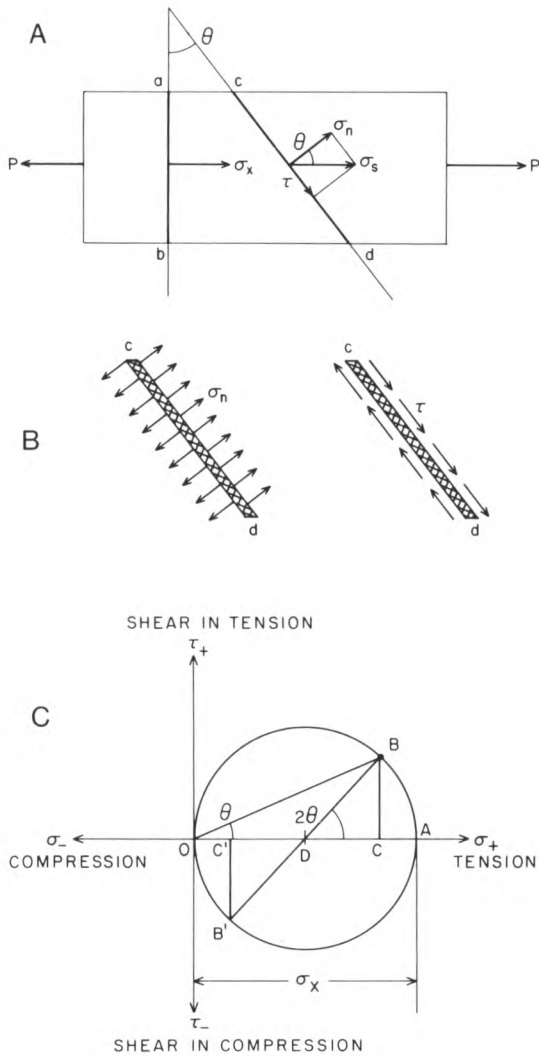 A
θ
a
c
σn
θ
P
σx
τ
σs
P
b
d
c
c
σn
τ
B
d
d
SHEAR IN TENSION
τ+
C
B
θ
2θ
σ-
O
C'
D
C
A
σ+
COMPRESSION
TENSION
B'
σx
τ-
SHEAR IN COMPRESSION